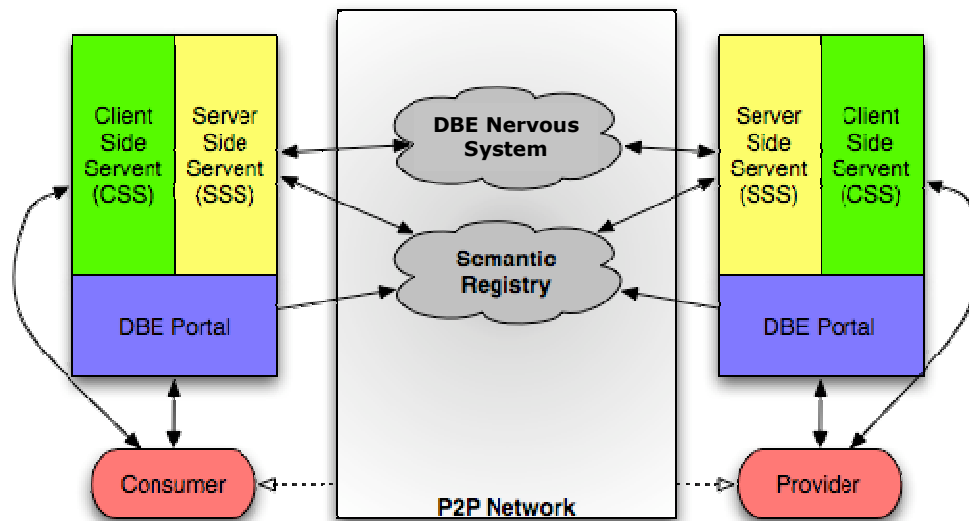 Client
Side
Servent
(CSS)
Server
Side
Servent
(SSS)
DBE Portal
Consumer
DBE Nervous
System
Semantic
Registry
P2P Network
Server
Side
Servent
(SSS)
Client
Side
Servent
(CSS)
DBE Portal
Provider